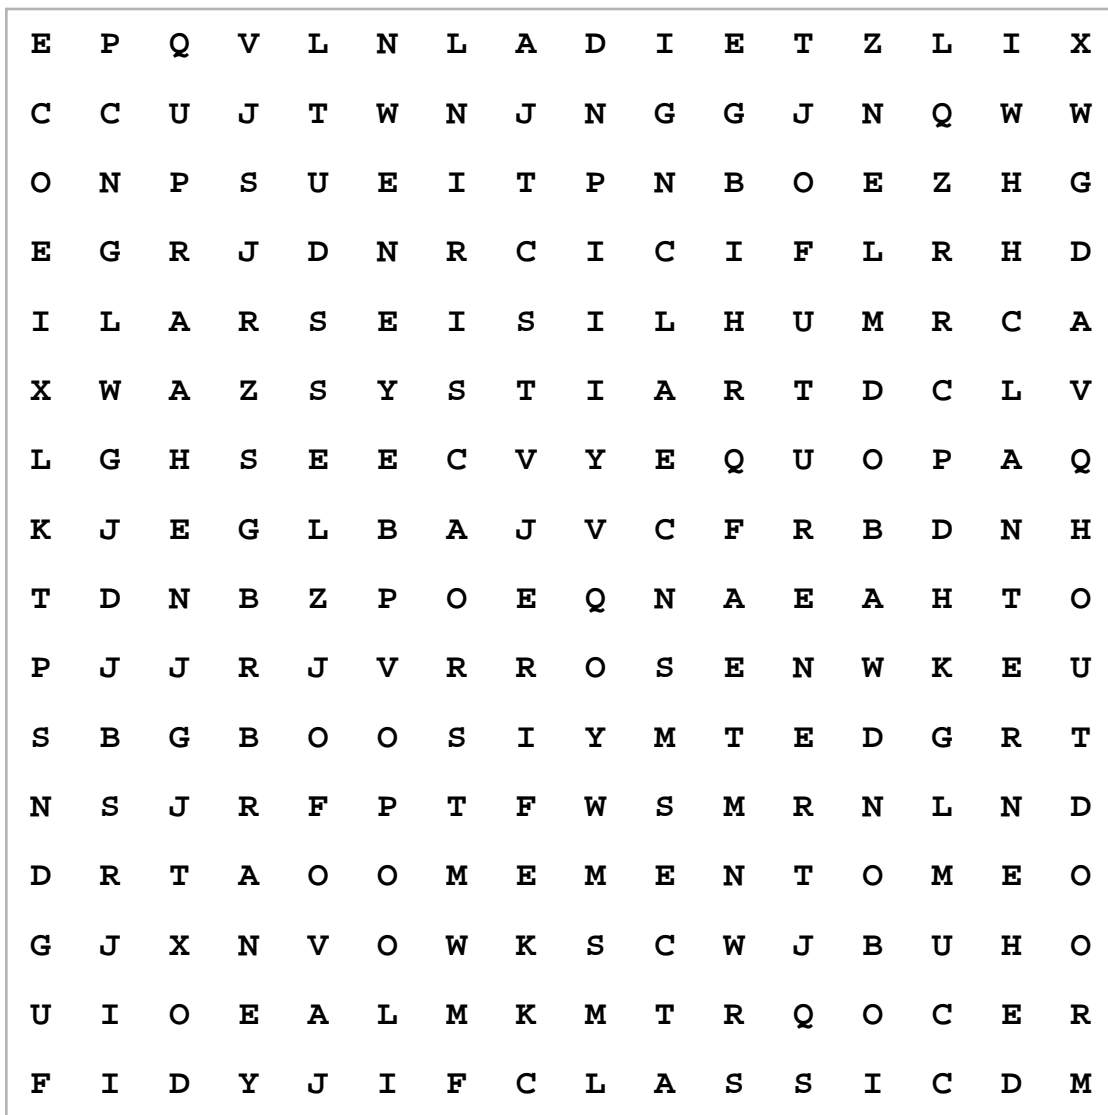 E P Q V L N L A D I E T Z L I X
C C U J T W N J N G G J N Q W W
O N P S U E I T P N B O E Z H G
E G R J D N R C I C I F L R H D
I L A R S E I S I L H U M R C A
X W A Z S Y S T I A R T D C L V
L G H S E E C V Y E Q U O P A Q
K J E G L B A J V C F R B D N H
T D N B Z P O E Q N A E A H T O
P J J R J V R R O S E N W K E U
S B G B O O S I Y M T E D G R T
N S J R F P T F W S M R N L N D
D R T A O O M E M E N T O M E O
G J X N V O W K S C W J B U H O
U I O E A L M K M T R Q O C E R
F I D Y J I F C L A S S I C D M